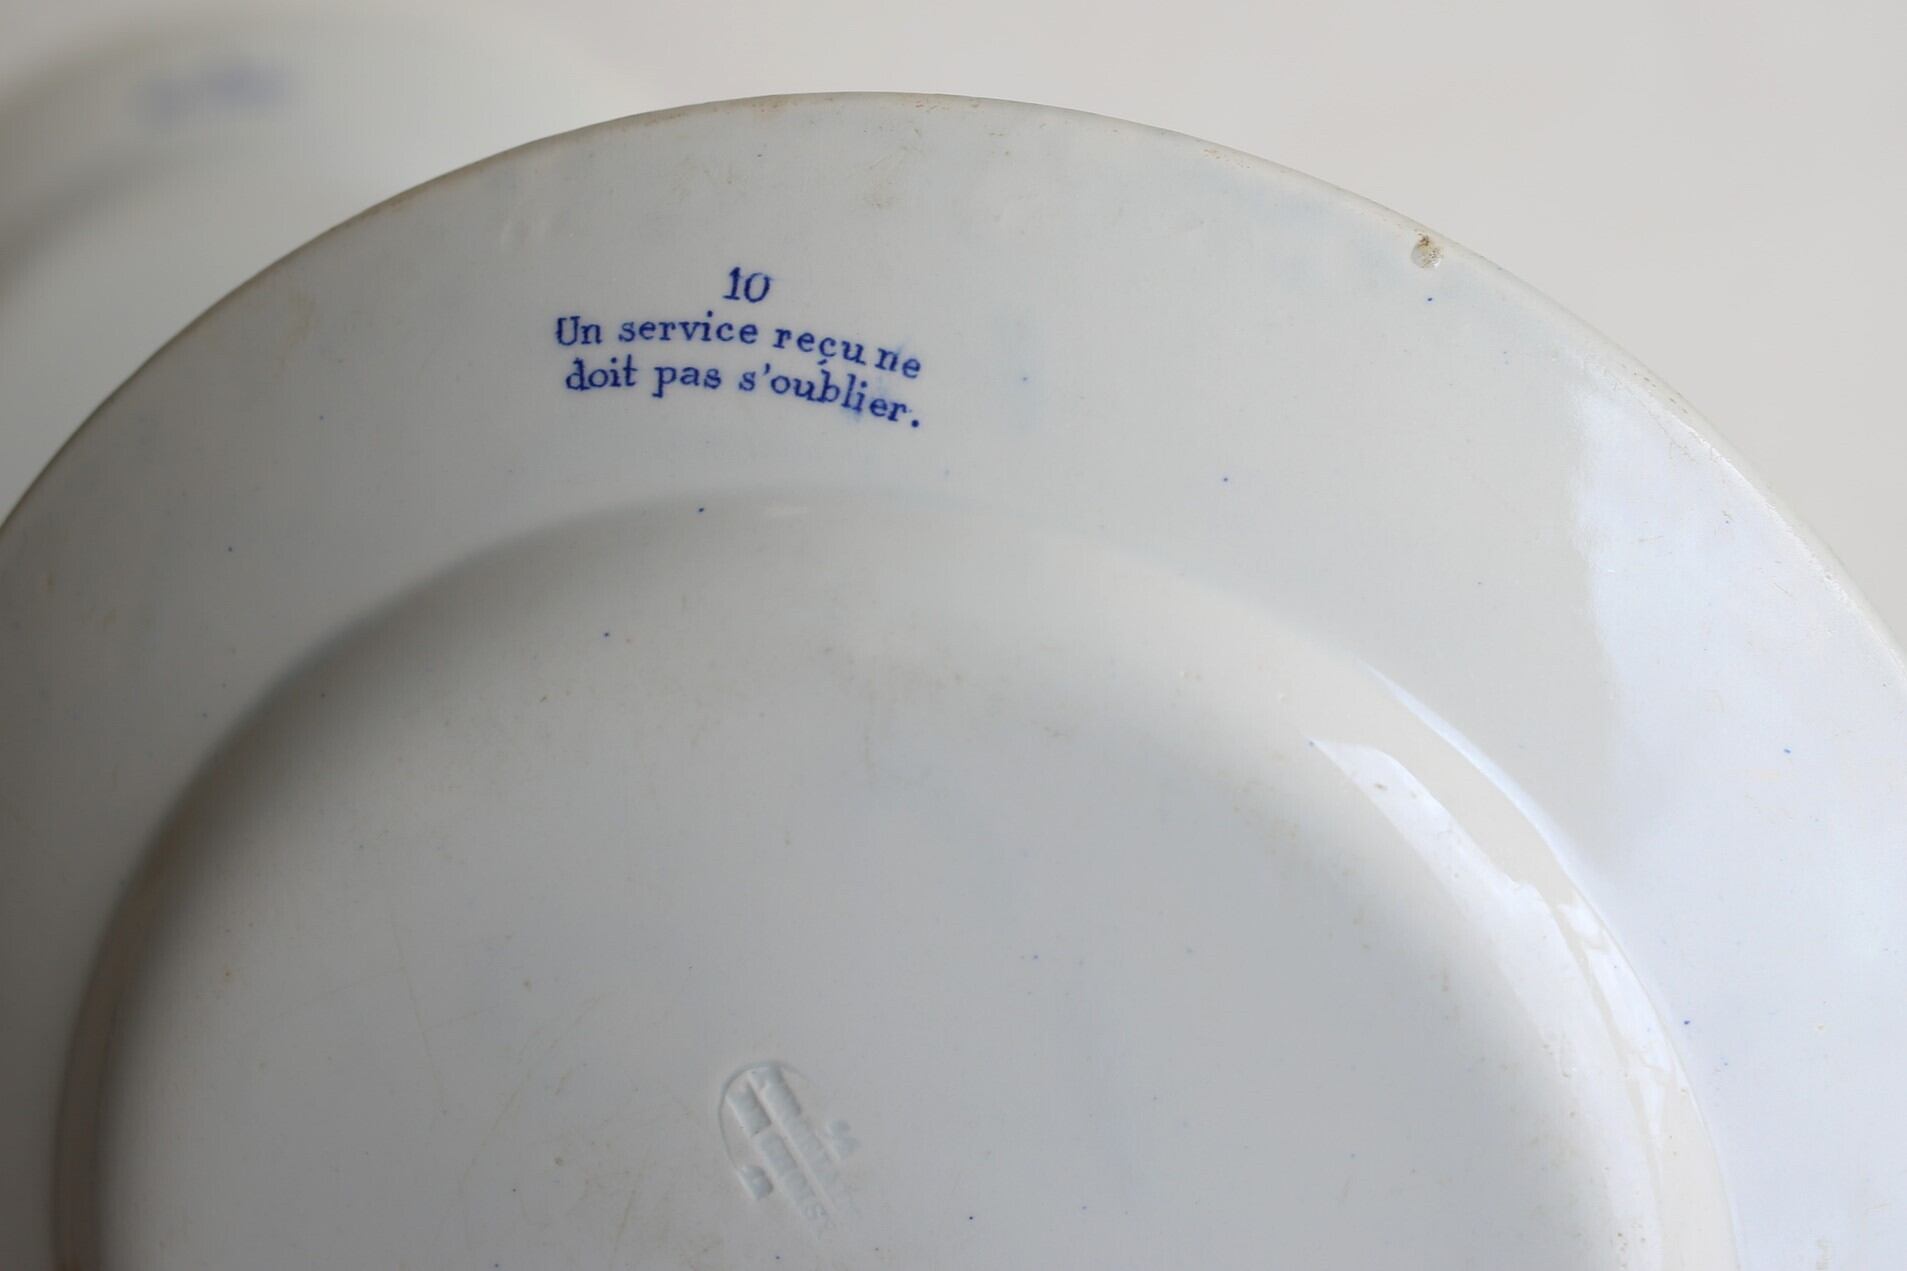 10
Un service reçu ne
doit pas s'oublier.